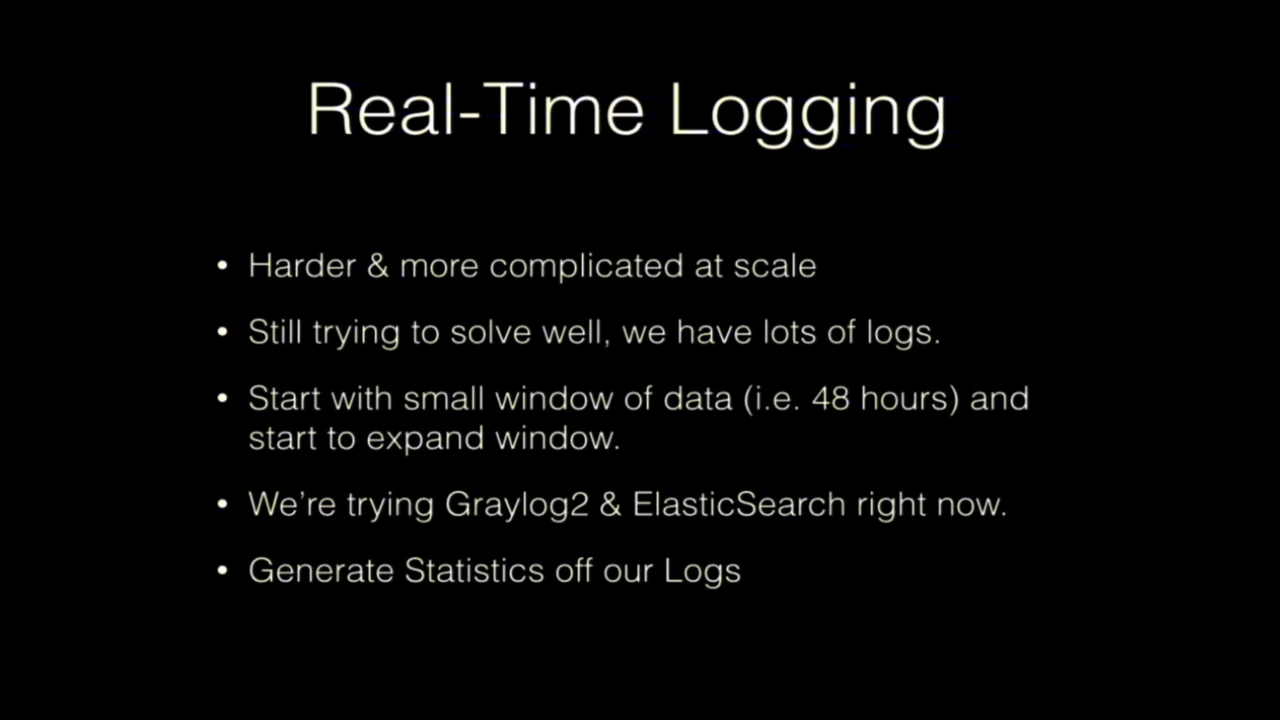 Real-Time Logging
• Harder & more complicated at scale
• Still trying to solve well, we have lots of logs.
• Start with small window of data (i.e. 48 hours) and
start to expand window.
• We're trying Graylog2 & ElasticSearch right now.
• Generate Statistics off our Logs